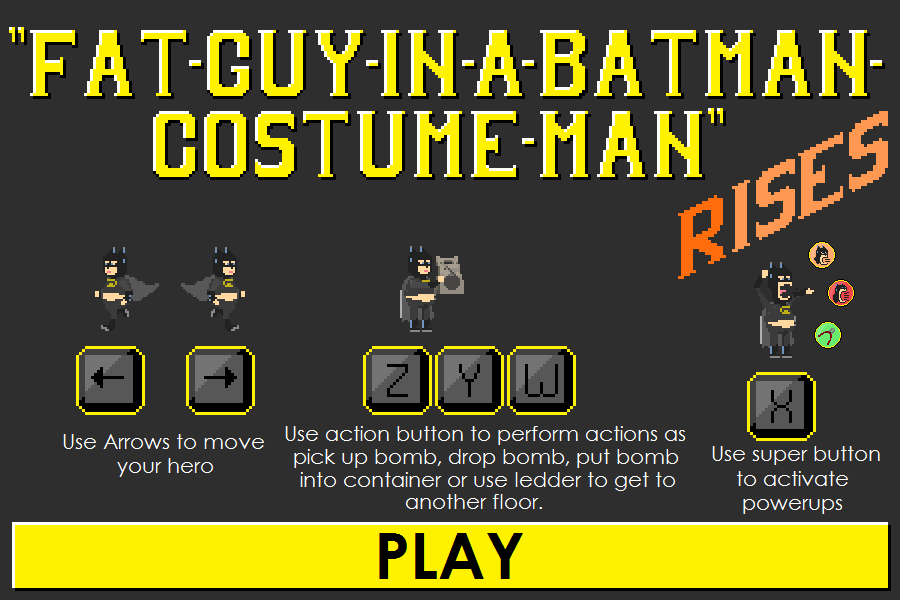 "FAT-GUY-IN-A-BATMAN-
COSTUME-MAN"
RISES
Z Y W
X
Use Arrows to move
your hero
Use action button to perform actions as
pick up bomb, drop bomb, put bomb
into container or use ledder to get to
another floor.
Use super button
to activate
powerups
PLAY